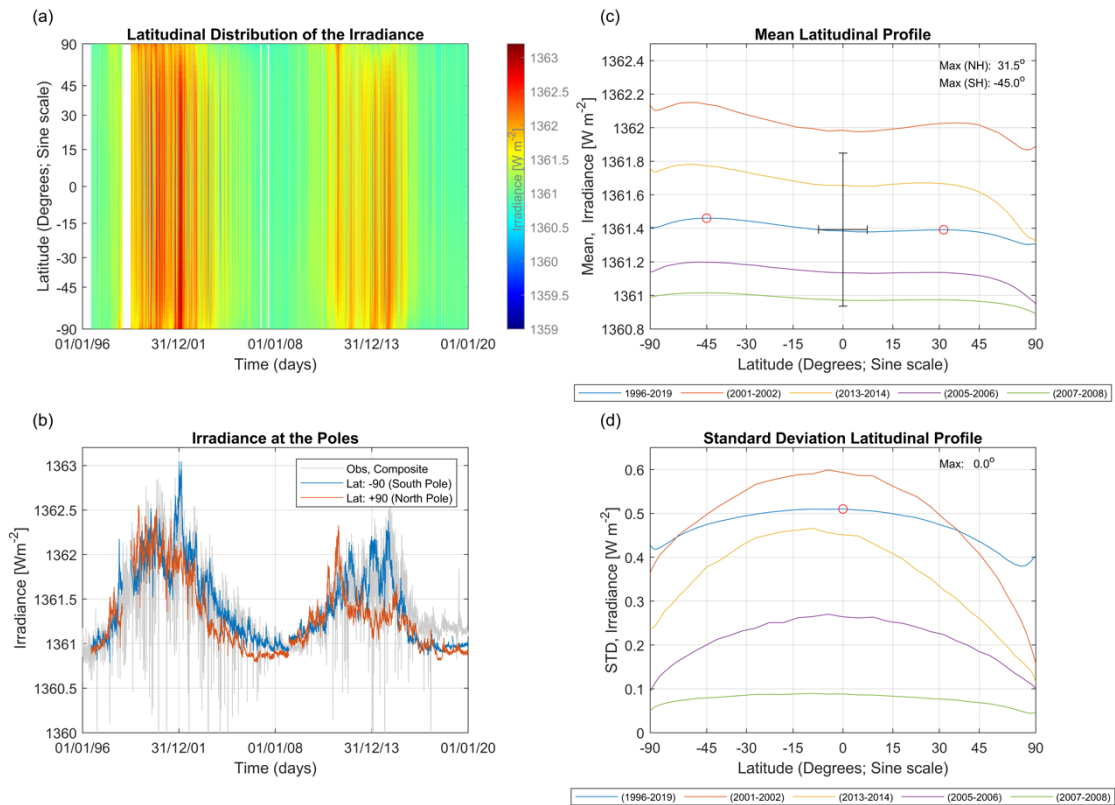 (a)
Latitudinal Distribution of the Irradiance
90
45
30
15
0
-15
-30
-45
-90
Latitude (Degrees; Sine scale)
01/01/96 31/12/01 01/01/08 31/12/13 01/01/20
Time (days)
1363
1362.5
1362
1361.5
1361
1360.5
1360
1359.5
1359
Irradiance [W m-2]
(c)
Mean Latitudinal Profile
Max (NH): 31.5o
Max (SH): -45.0o
1362.4
1362.2
1362
1361.8
1361.6
1361.4
1361.2
1361
1360.8
Mean, Irradiance [W m-2]
-90 -45 -30 -15 0 15 30 45 90
Latitude (Degrees; Sine scale)
1996-2019 (2001-2002) (2013-2014) (2005-2006) (2007-2008)
(b)
Irradiance at the Poles
Obs, Composite
Lat: -90 (South Pole)
Lat: +90 (North Pole)
1363
1362.5
1362
1361.5
1361
1360.5
1360
Irradiance [Wm-2]
01/01/96 31/12/01 01/01/08 31/12/13 01/01/20
Time (days)
(d)
Standard Deviation Latitudinal Profile
Max: 0.0o
0.6
0.5
0.4
0.3
0.2
0.1
0
STD, Irradiance [W m-2]
-90 -45 -30 -15 0 15 30 45 90
Latitude (Degrees; Sine scale)
(1996-2019) (2001-2002) (2013-2014) (2005-2006) (2007-2008)